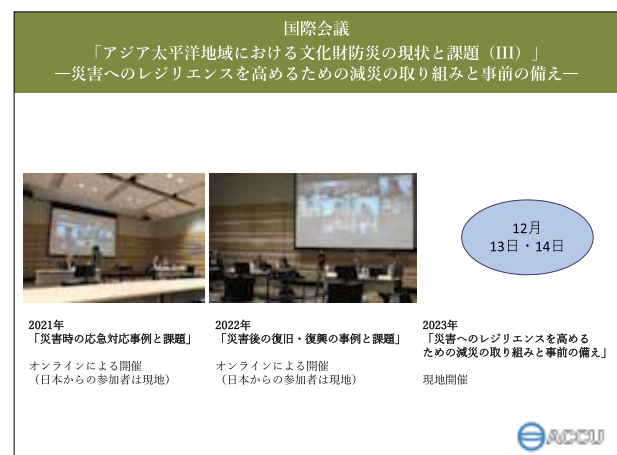 国際会議
「アジア太平洋地域における文化財防災の現状と課題（III）」
―災害へのレジリエンスを高めるための減災の取り組みと事前の備え―
12月
13日・14日
2021年
「災害時の応急対応事例と課題」
オンラインによる開催
（日本からの参加者は現地）
2022年
「災害後の復旧・復興の事例と課題」
オンラインによる開催
（日本からの参加者は現地）
2023年
「災害へのレジリエンスを高める
ための減災の取り組みと事前の備え」
現地開催
ACCU